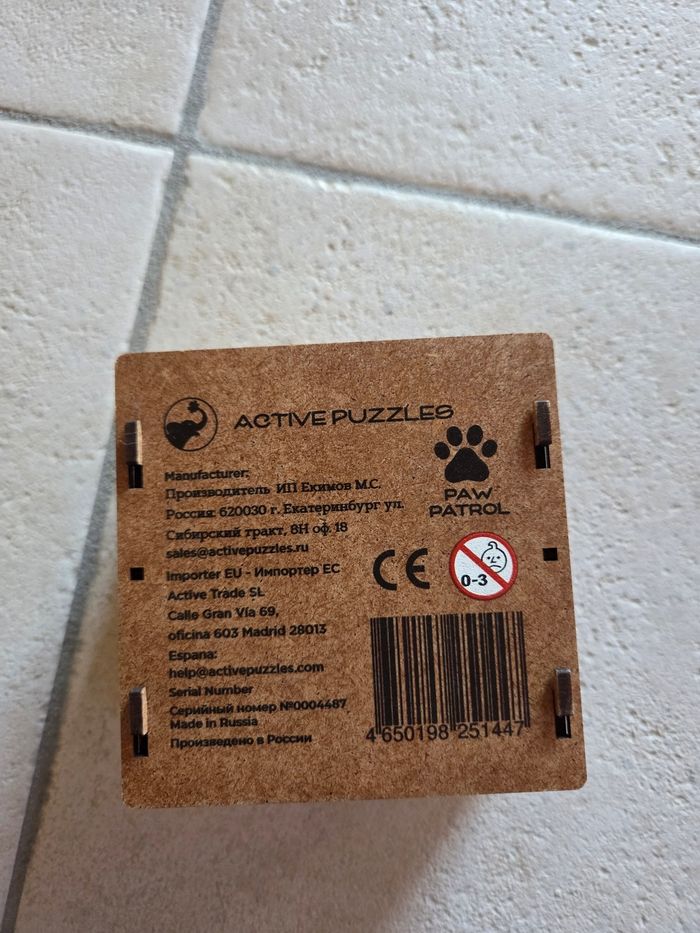 ACTIVE PUZZLES
Manufacturer:
Производитель ИП Екимов М.С.
Россия: 620030 г. Екатеринбург ул.
Сибирский тракт, 8Н оф. 18
sales@activepuzzles.ru
Importer EU - Импортер ЕС
Active Trade SL
Calle Gran Via 69,
oficina 603 Madrid 28013
Espana:
help@activepuzzles.com
Serial Number
Серийный номер №0004487
Made in Russia
Произведено в России
PAW
PATROL
CE
0-3
4 650198 251447